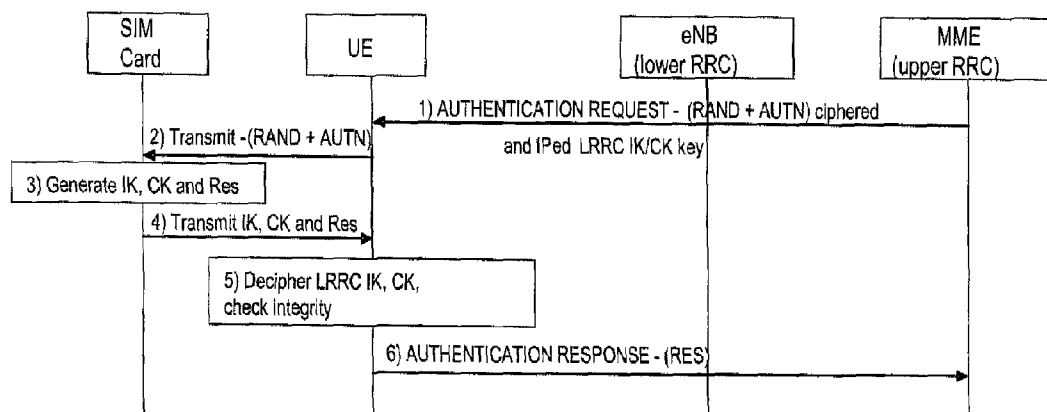 SIM
Card
UE
eNB
(lower RRC)
MME
(upper RRC)
1) AUTHENTICATION REQUEST - (RAND + AUTN) ciphered
and IPed LRRC IK/CK key
2) Transmit -(RAND + AUTN)
3) Generate IK, CK and Res
4) Transmit IK, CK and Res
5) Decipher LRRC IK, CK,
check integrity
6) AUTHENTICATION RESPONSE - (RES)